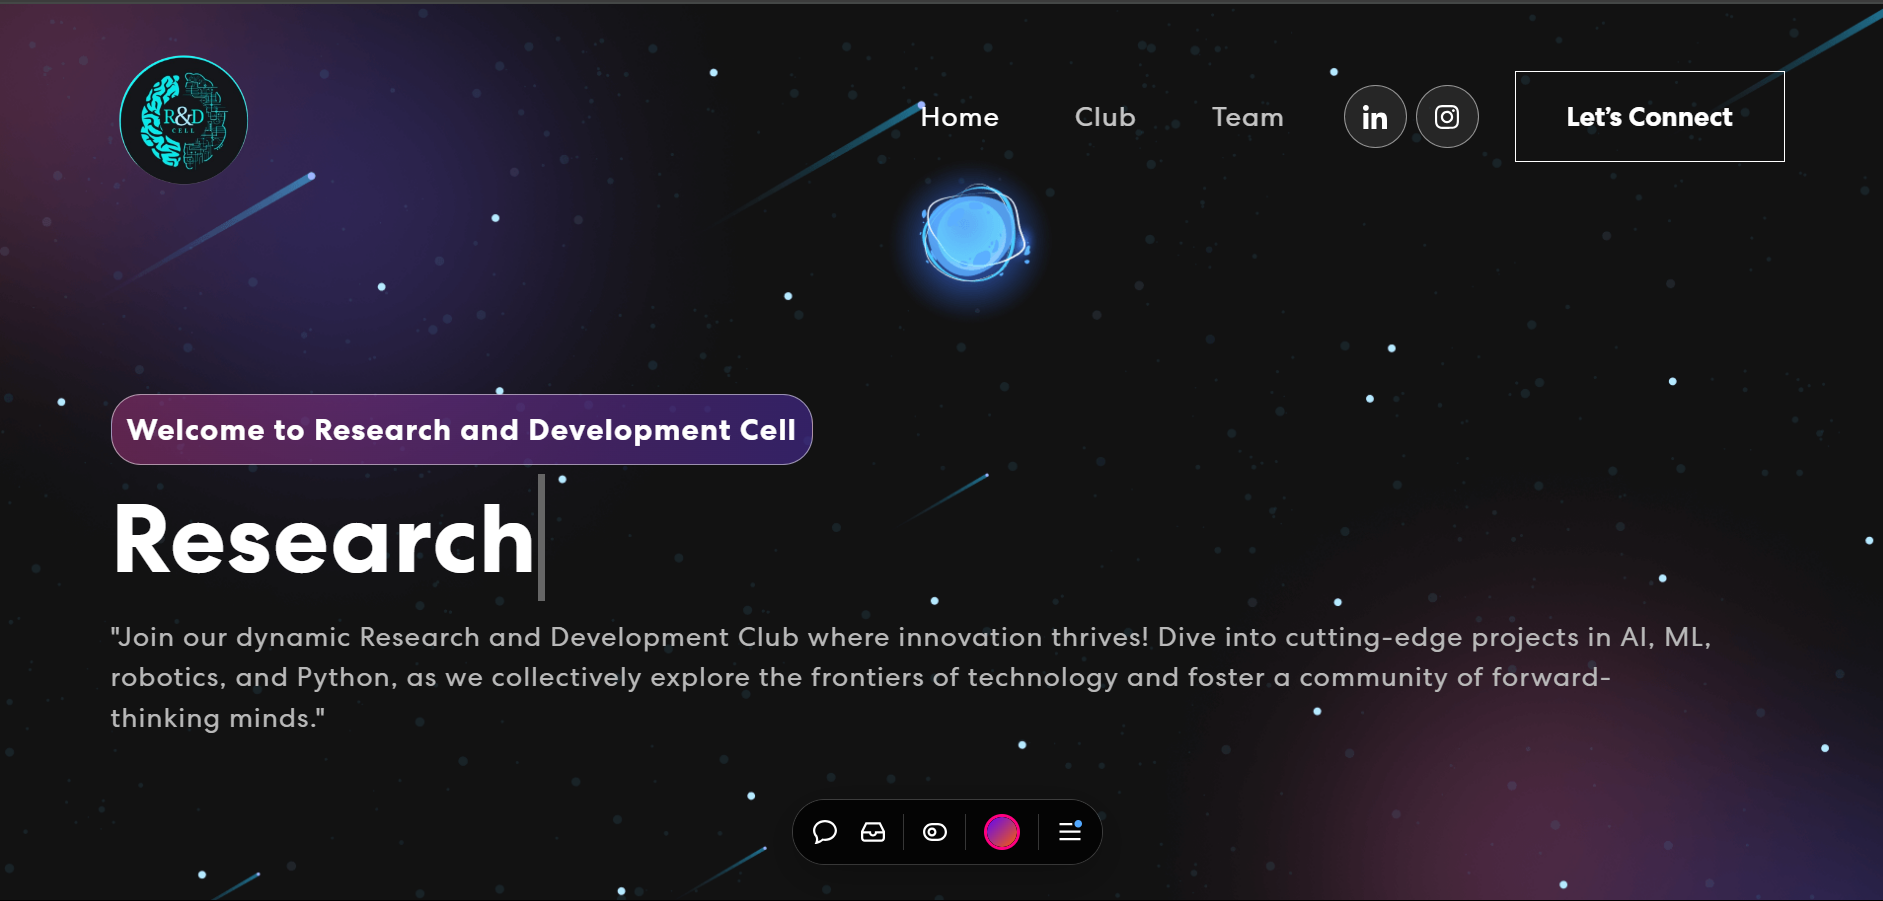 R&D
CELL
Home
Club
Team
in
Let’s Connect
Welcome to Research and Development Cell
Research
"Join our dynamic Research and Development Club where innovation thrives! Dive into cutting-edge projects in AI, ML,
robotics, and Python, as we collectively explore the frontiers of technology and foster a community of forward-
thinking minds."